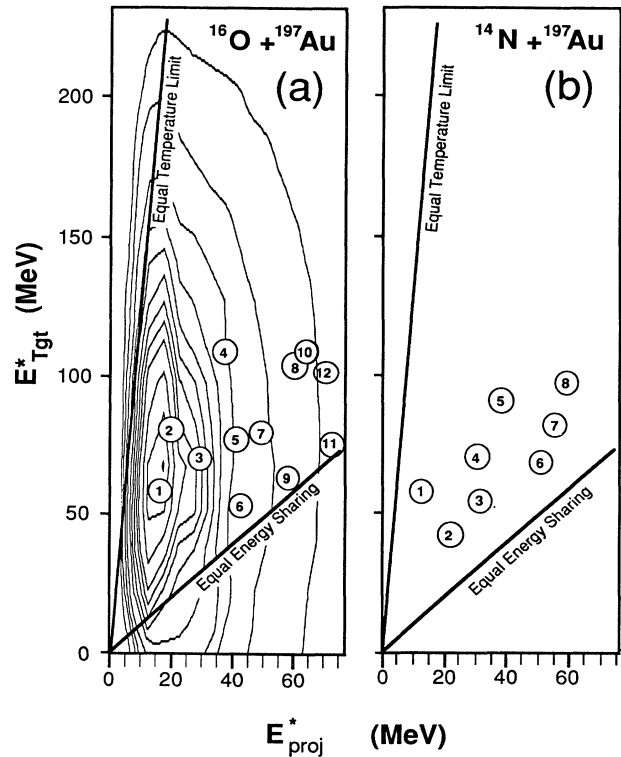 16O + 197Au
(a)
14N + 197Au
(b)
Equal Temperature Limit
Equal Temperature Limit
200
150
100
50
0
E*Tgt (MeV)
4
10
8
12
2
5
7
11
3
1
9
6
Equal Energy Sharing
8
5
7
4
6
1
3
2
Equal Energy Sharing
0 20 40 60
0 20 40 60
E*proj (MeV)